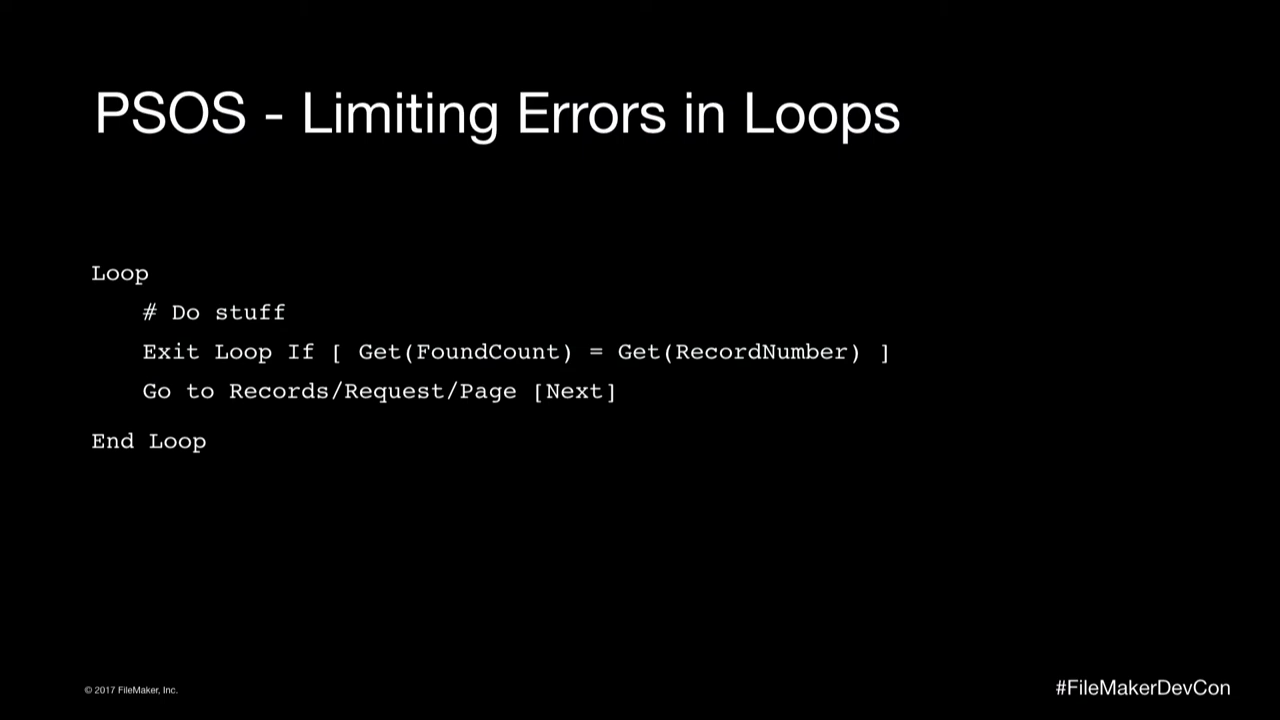 PSOS - Limiting Errors in Loops
Loop
# Do stuff
Exit Loop If [ Get(FoundCount) = Get(RecordNumber) ]
Go to Records/Request/Page [Next]
End Loop
© 2017 FileMaker, Inc.
#FileMakerDevCon